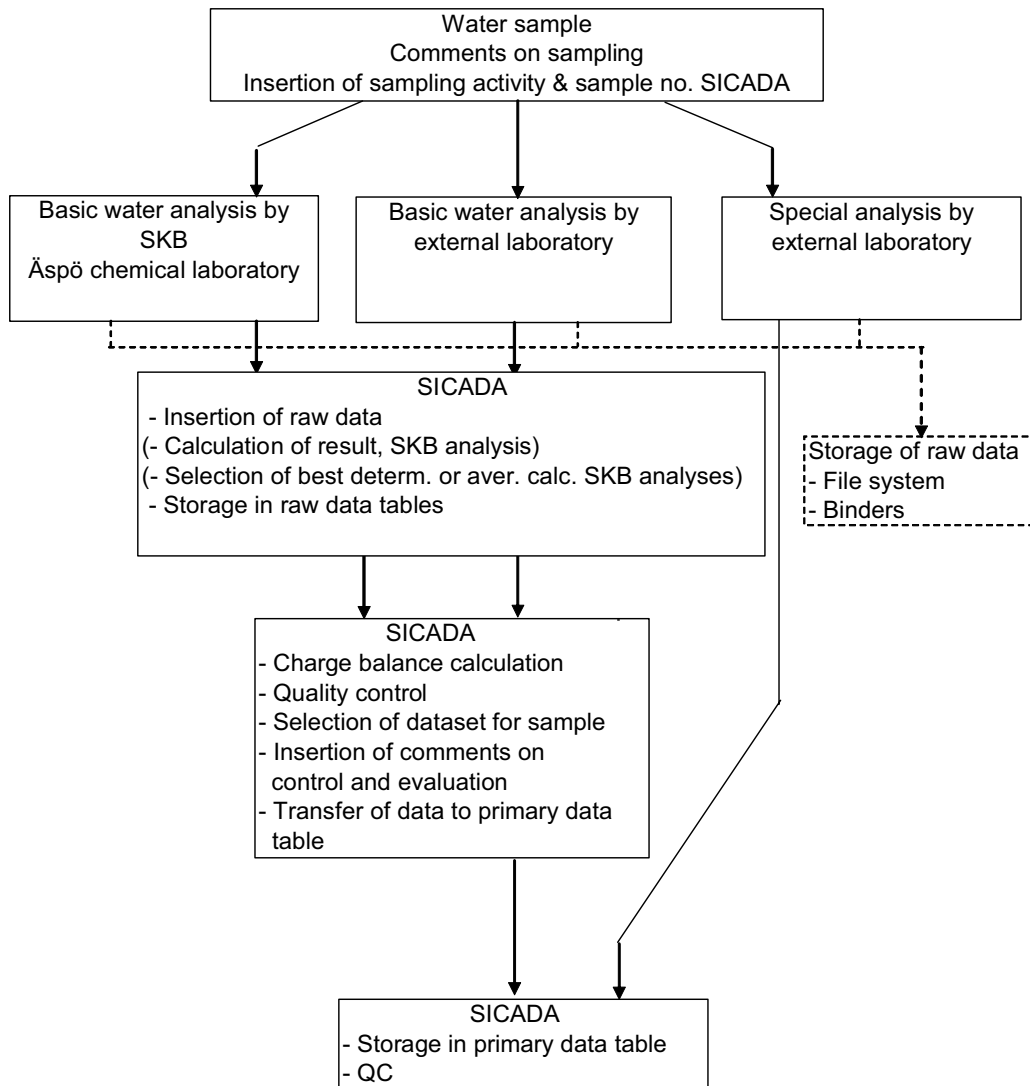 Water sample
Comments on sampling
Insertion of sampling activity & sample no. SICADA
Basic water analysis by
SKB
Äspö chemical laboratory
Basic water analysis by
external laboratory
Special analysis by
external laboratory
SICADA
- Insertion of raw data
(- Calculation of result, SKB analysis)
(- Selection of best determ. or aver. calc. SKB analyses)
- Storage in raw data tables
Storage of raw data
- File system
- Binders
SICADA
- Charge balance calculation
- Quality control
- Selection of dataset for sample
- Insertion of comments on
control and evaluation
- Transfer of data to primary data
table
SICADA
- Storage in primary data table
- QC